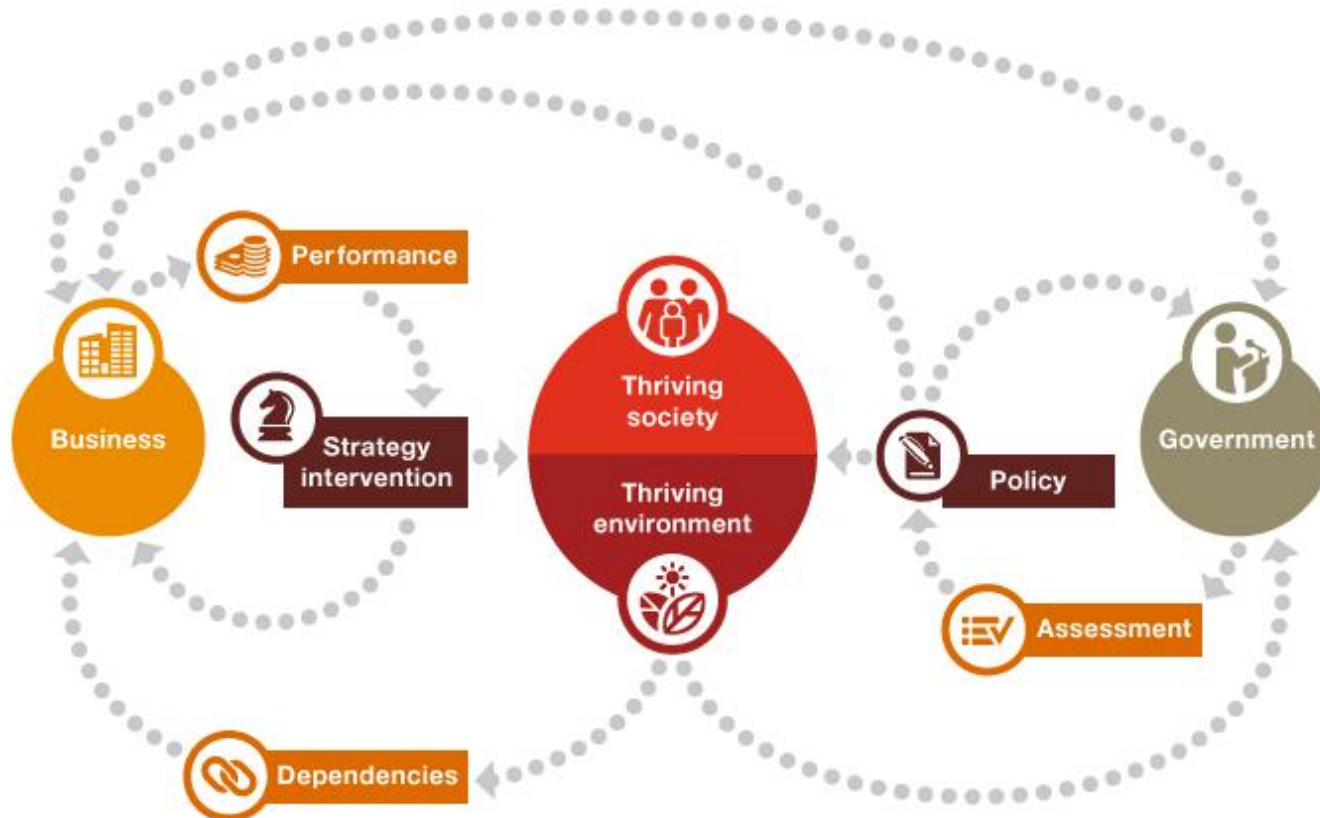 Performance
Business
Strategy
intervention
Thriving
society
Thriving
environment
Policy
Government
Assessment
Dependencies